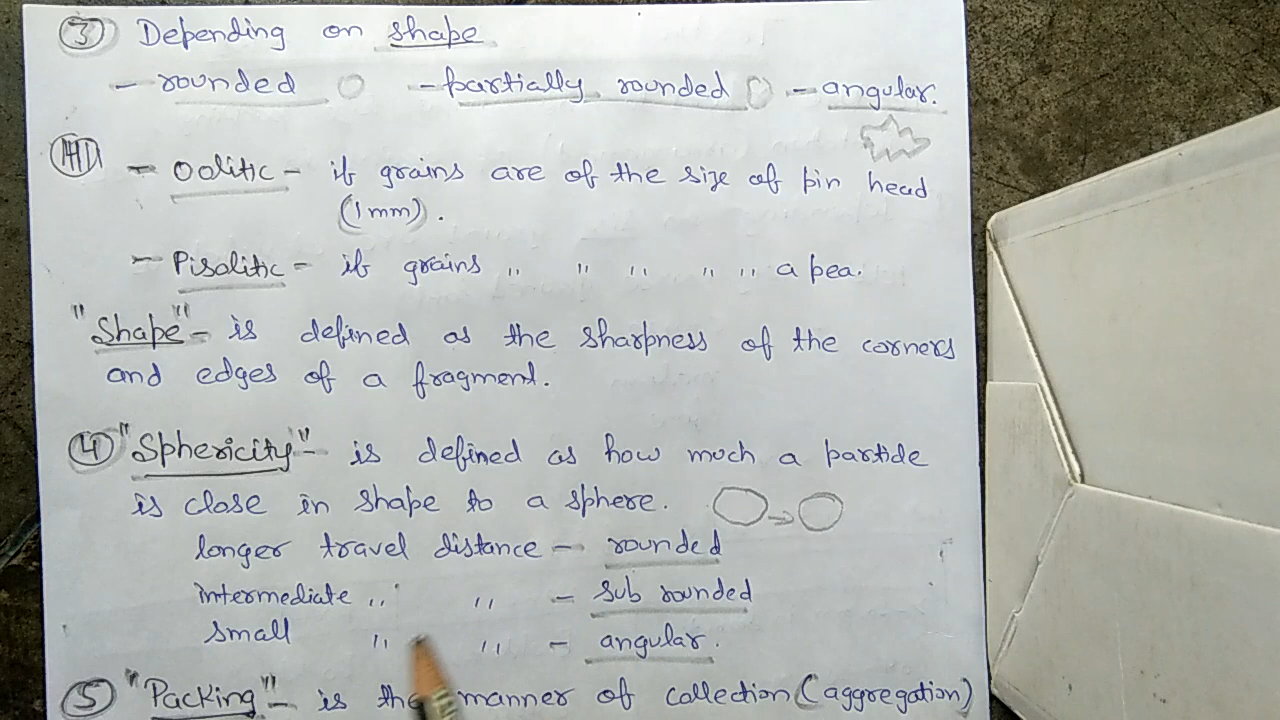 ③ Depending on shape
- rounded - partially rounded - angular.
- Oolitic - if grains are of the size of pin head
(1mm).
- Pisolitic - if grains " " " " " a pea.
"Shape" - is defined as the sharpness of the corners
and edges of a fragment.
④ "Sphericity" - is defined as how much a particle
is close in shape to a sphere.
longer travel distance - rounded
intermediate " " - sub rounded
small " " - angular.
⑤ "Packing" - is the manner of collection (aggregation)